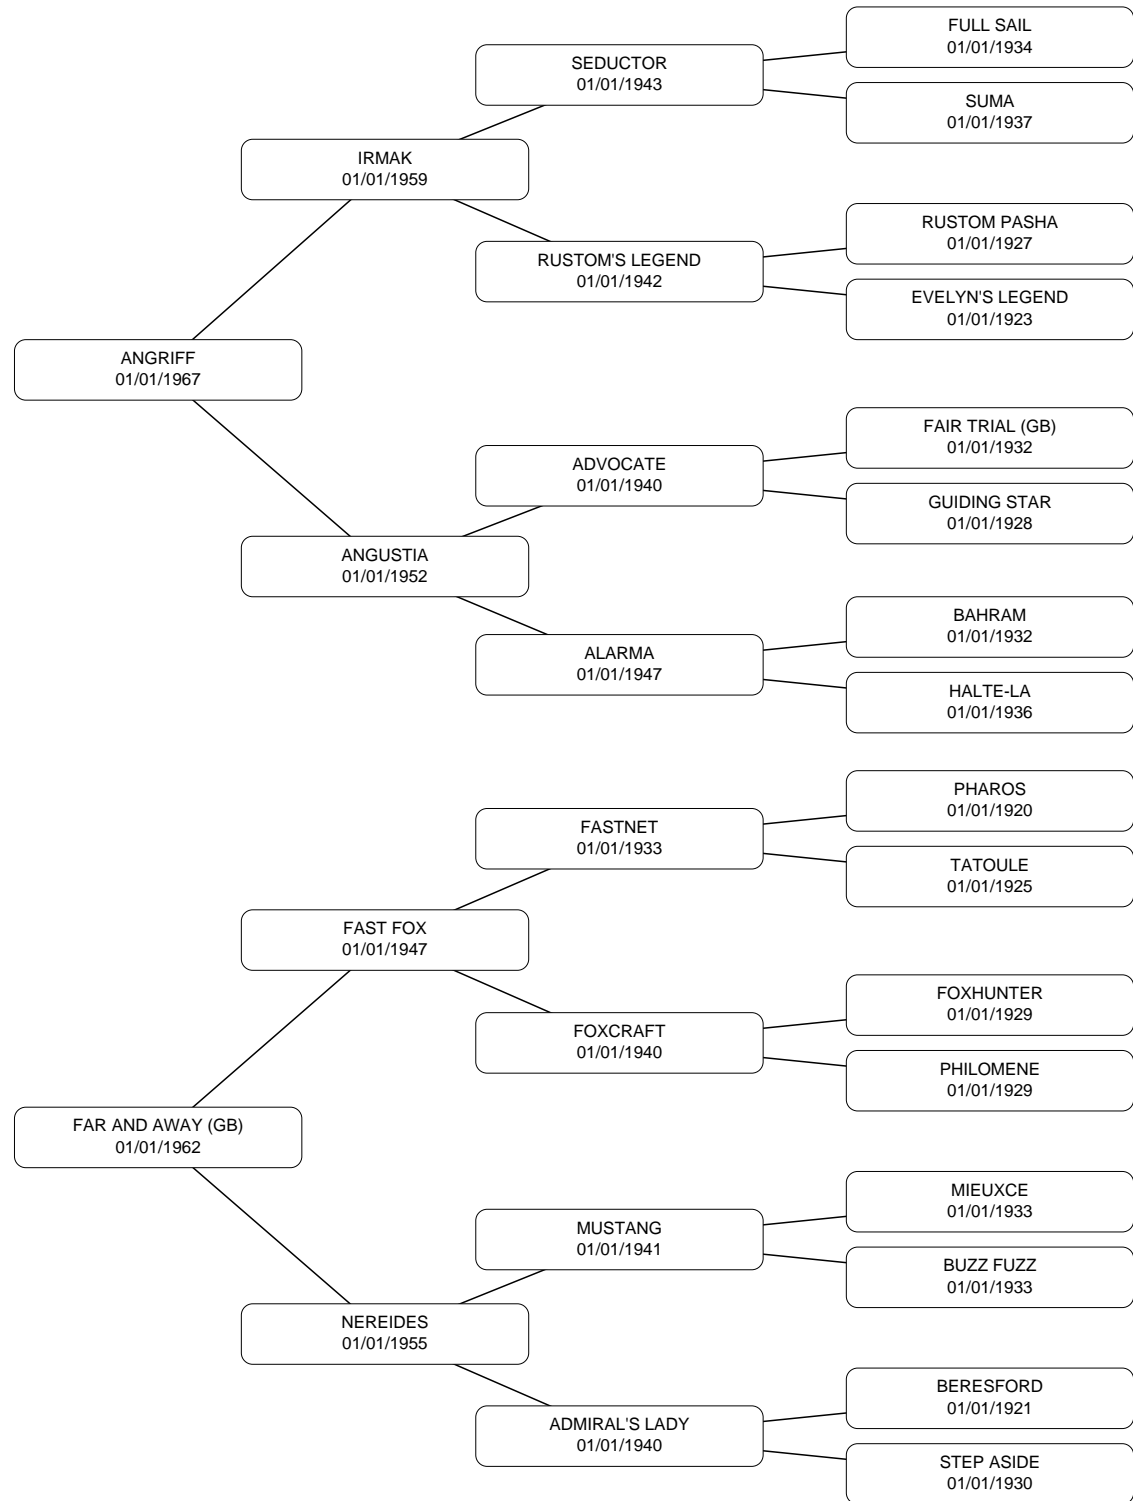 FULL SAIL
01/01/1934
SEDUCTOR
01/01/1943
SUMA
01/01/1937
IRMAK
01/01/1959
RUSTOM PASHA
01/01/1927
RUSTOM'S LEGEND
01/01/1942
EVELYN'S LEGEND
01/01/1923
ANGRIFF
01/01/1967
FAIR TRIAL (GB)
01/01/1932
ADVOCATE
01/01/1940
GUIDING STAR
01/01/1928
ANGUSTIA
01/01/1952
BAHRAM
01/01/1932
ALARMA
01/01/1947
HALTE-LA
01/01/1936
PHAROS
01/01/1920
FASTNET
01/01/1933
TATOULE
01/01/1925
FAST FOX
01/01/1947
FOXHUNTER
01/01/1929
FOXCRAFT
01/01/1940
PHILOMENE
01/01/1929
FAR AND AWAY (GB)
01/01/1962
MIEUXCE
01/01/1933
MUSTANG
01/01/1941
BUZZ FUZZ
01/01/1933
NEREIDES
01/01/1955
BERESFORD
01/01/1921
ADMIRAL'S LADY
01/01/1940
STEP ASIDE
01/01/1930